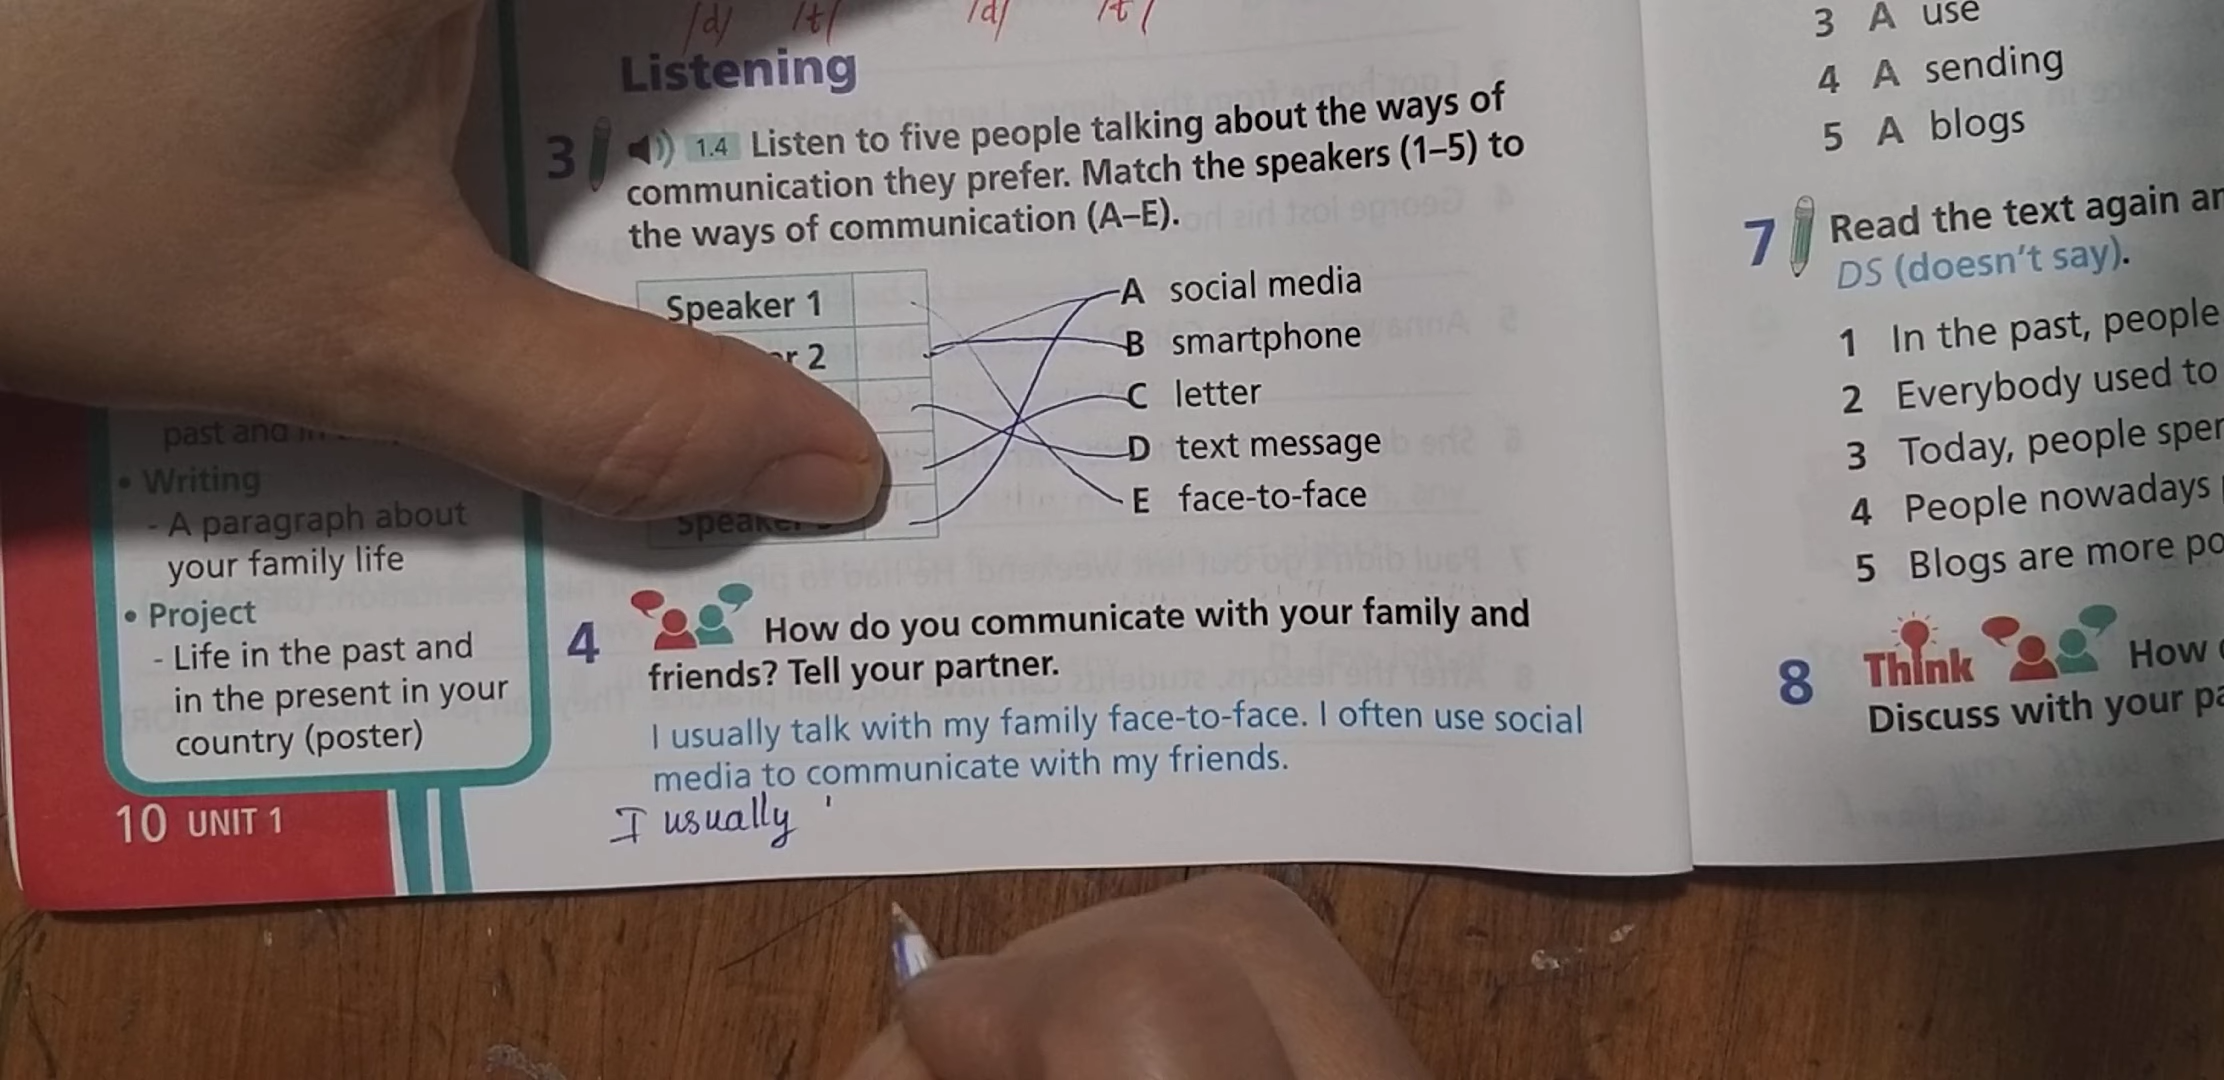 /d/ /t/ /d/ /t/
Listening
3 1.4 Listen to five people talking about the ways of
communication they prefer. Match the speakers (1–5) to
the ways of communication (A–E).
Speaker 1
2
A social media
B smartphone
C letter
D text message
E face-to-face
4 How do you communicate with your family and
friends? Tell your partner.
I usually talk with my family face-to-face. I often use social
media to communicate with my friends.
I usually
past and
• Writing
- A paragraph about
your family life
• Project
- Life in the past and
in the present in your
country (poster)
10 UNIT 1
3 A use
4 A sending
5 A blogs
7 Read the text again
DS (doesn't say).
1 In the past, people
2 Everybody used to
3 Today, people
4 People nowadays
5 Blogs are more
8 Think How
Discuss with your